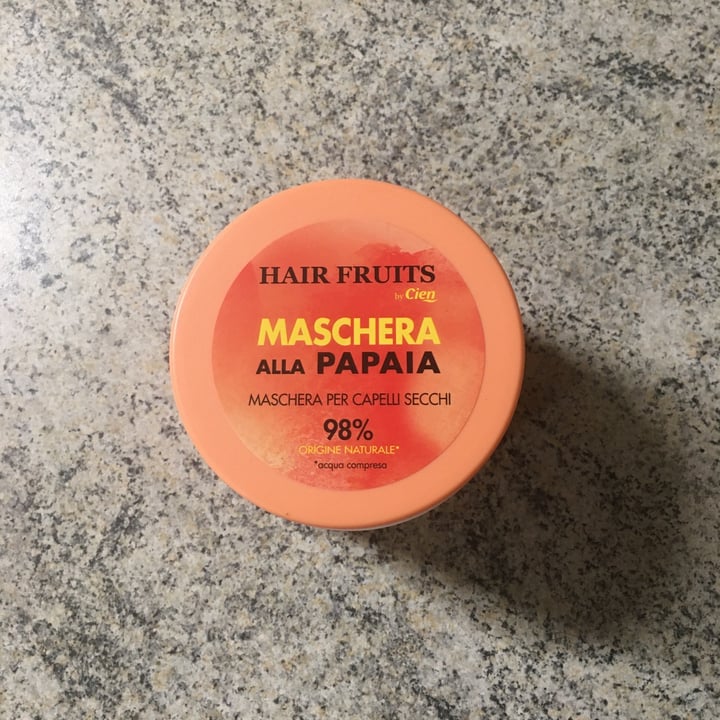 HAIR FRUITS
by Cien
MASCHERA
ALLA PAPAIA
MASCHERA PER CAPELLI SECCHI
98%
ORIGINE NATURALE*
*acqua compresa